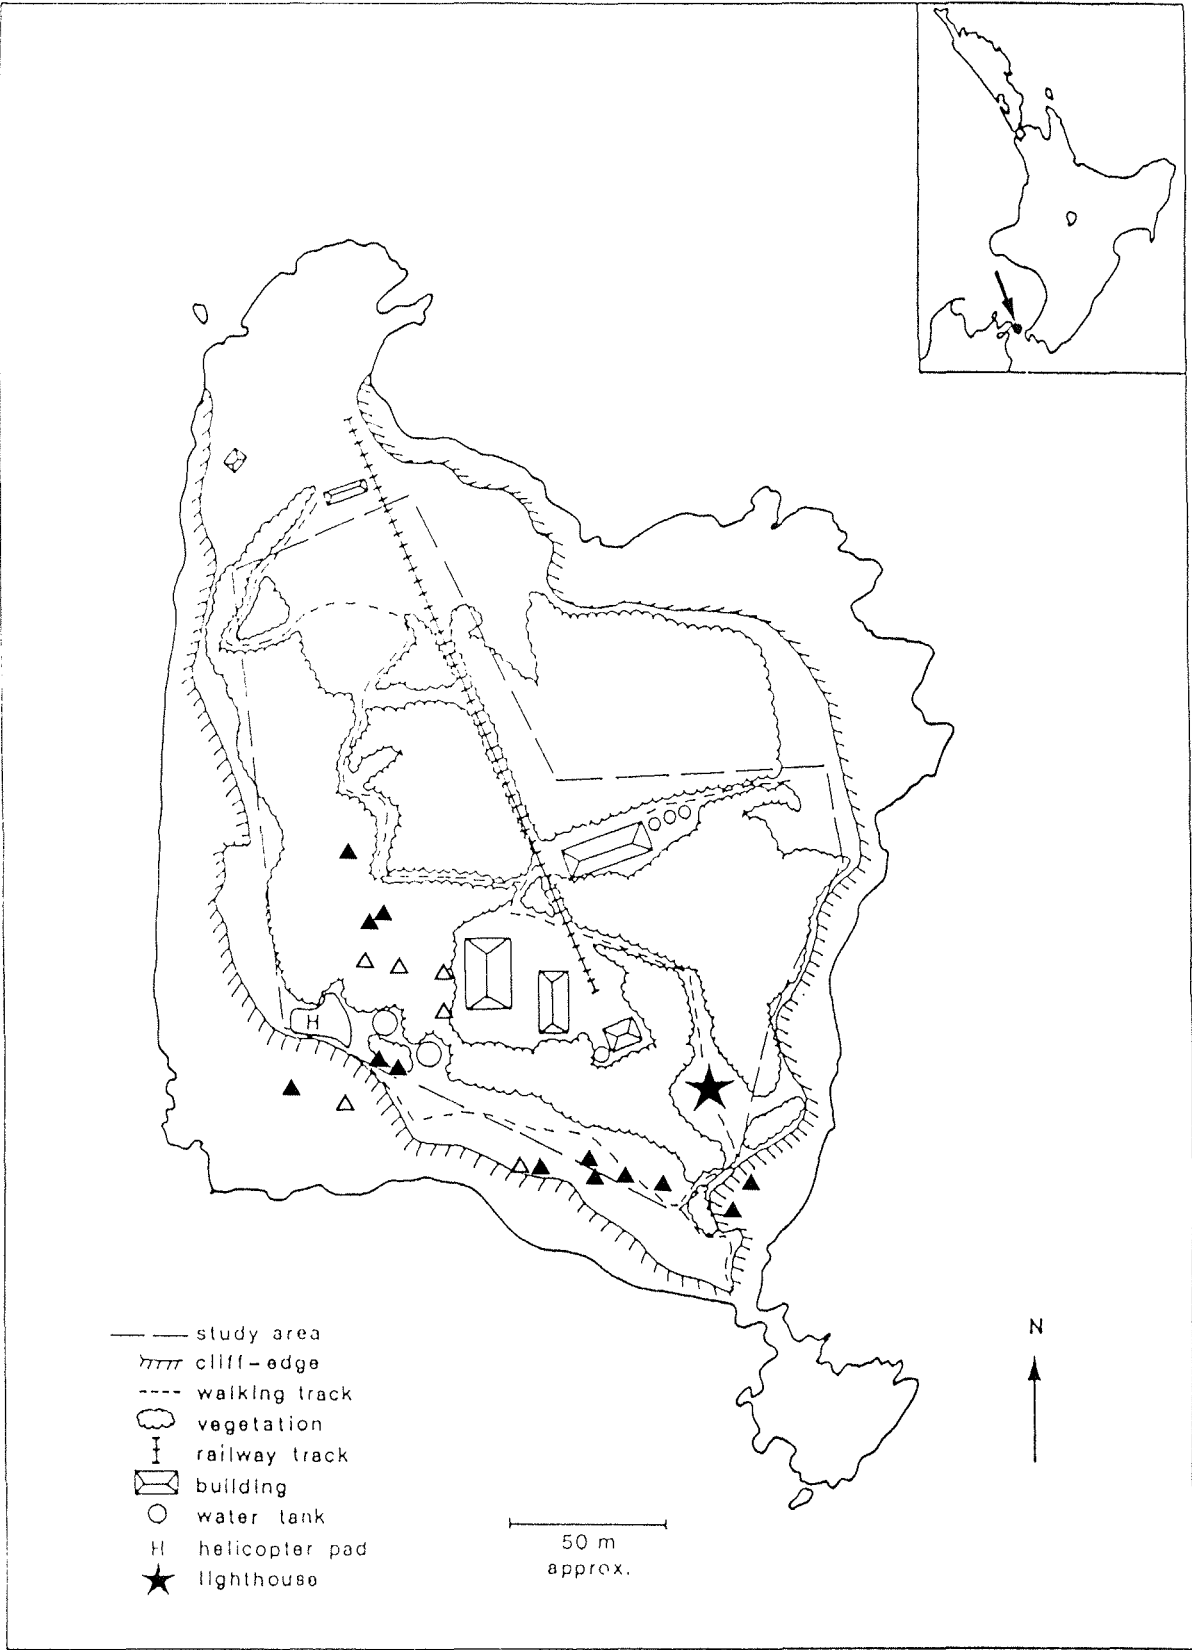 H
study area
cliff-edge
walking track
vegetation
railway track
building
water tank
H helicopter pad
lighthouse
50 m
approx.
N